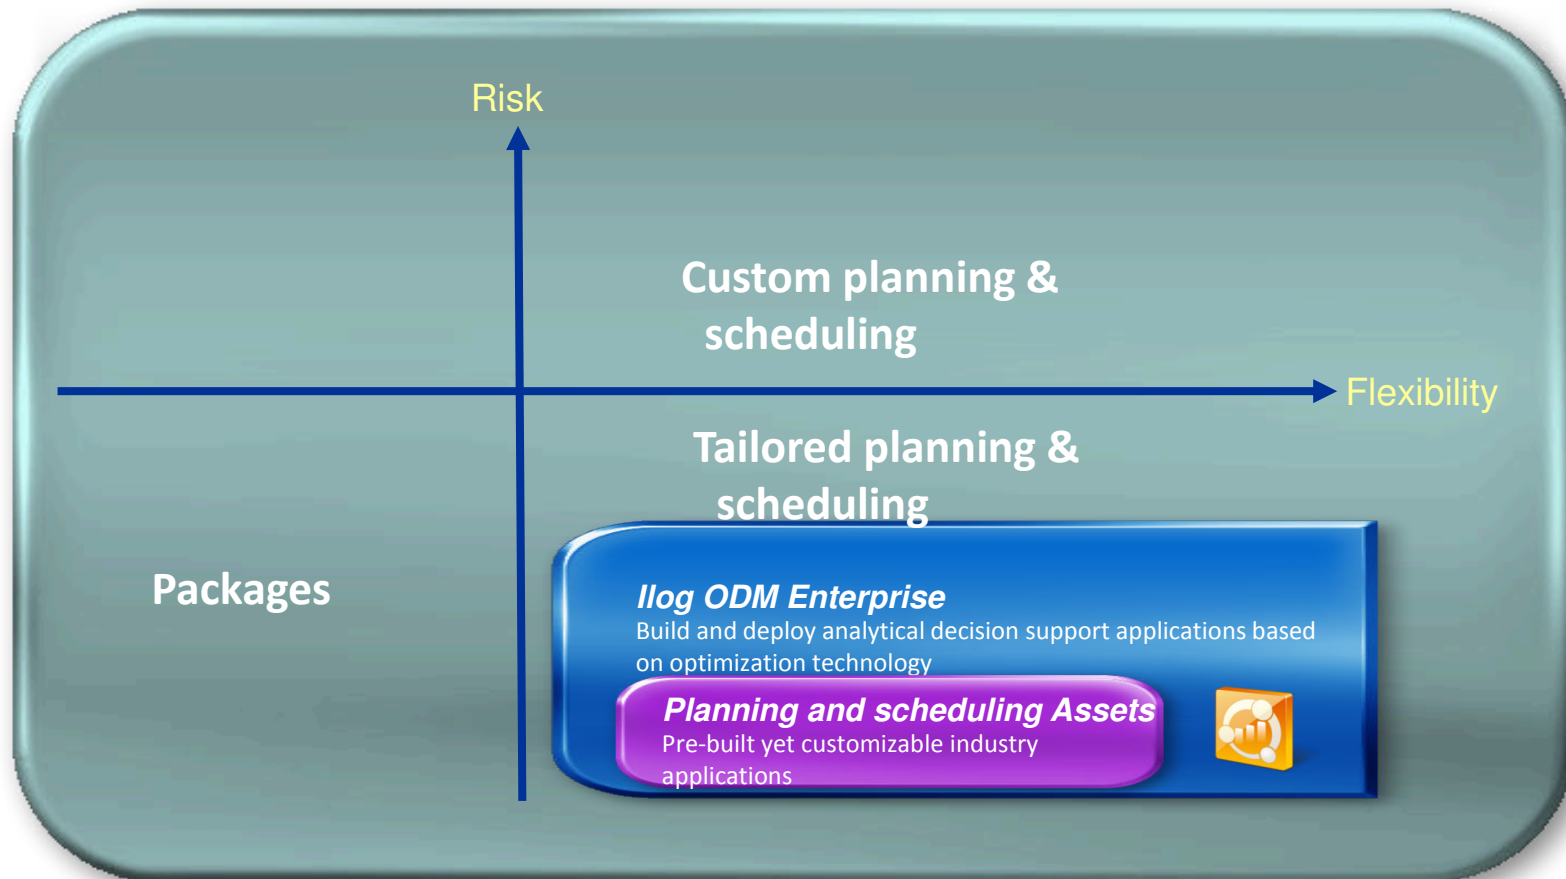 Risk
Custom planning &
scheduling
Flexibility
Tailored planning &
scheduling
Packages
Ilog ODM Enterprise
Build and deploy analytical decision support applications based
on optimization technology
Planning and scheduling Assets
Pre-built yet customizable industry
applications